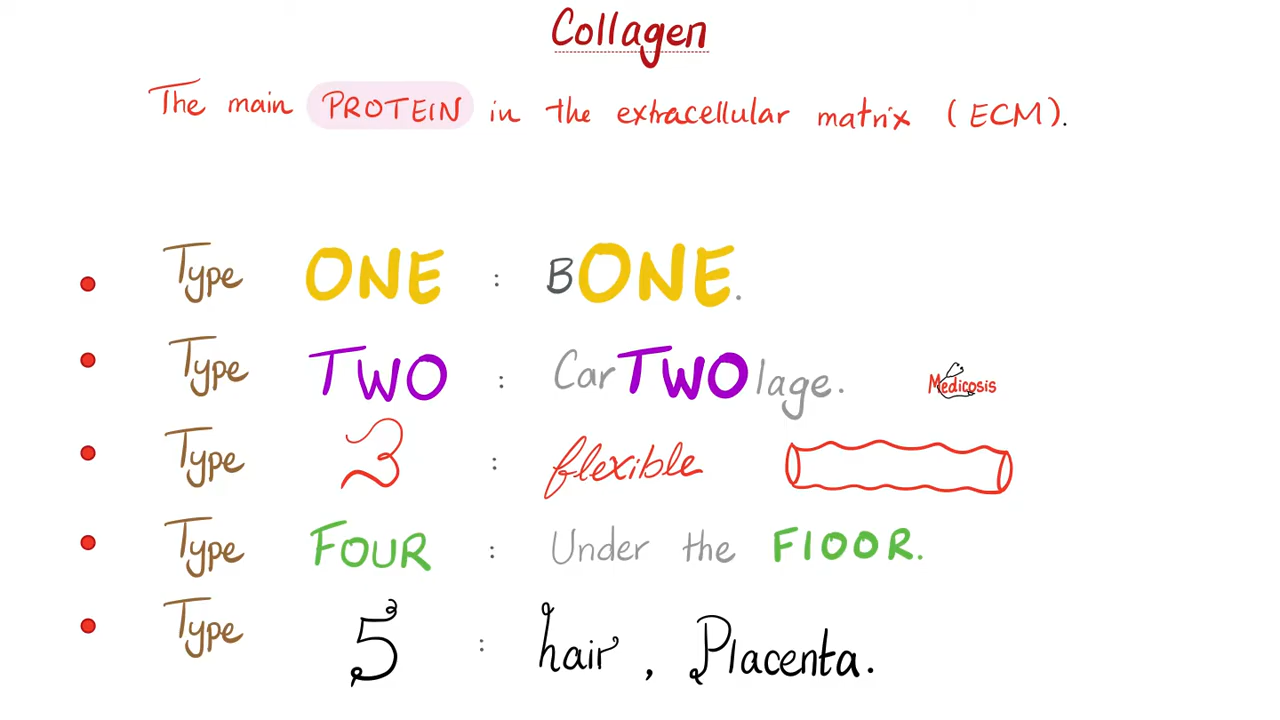 Collagen
The main PROTEIN in the extracellular matrix (ECM).
Type ONE : BONE.
Type TWO : CarTWOlage.
Medicosis
Type 3 : flexible
Type FOUR : Under the FlOOR.
Type 5 : hair, Placenta.